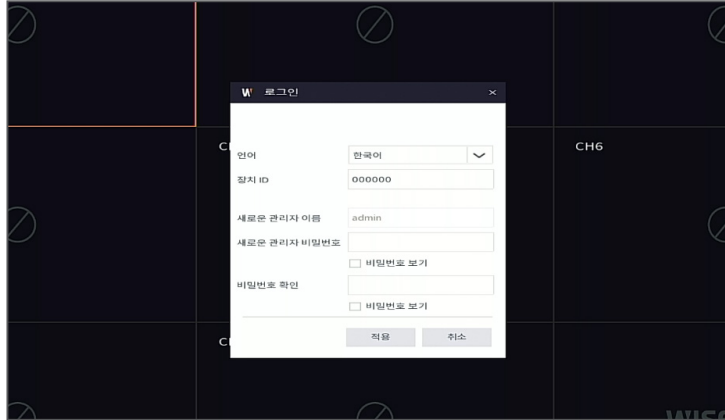 W 로그인 ×
CH6
언어 한국어
장치 ID 000000
새로운 관리자 이름 admin
새로운 관리자 비밀번호
비밀번호 보기
비밀번호 확인
비밀번호 보기
적용 취소